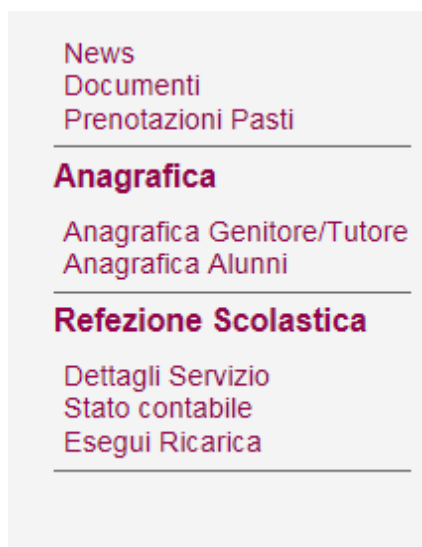 News
Documenti
Prenotazioni Pasti
Anagrafica
Anagrafica Genitore/Tutore
Anagrafica Alunni
Refezione Scolastica
Dettagli Servizio
Stato contabile
Esegui Ricarica